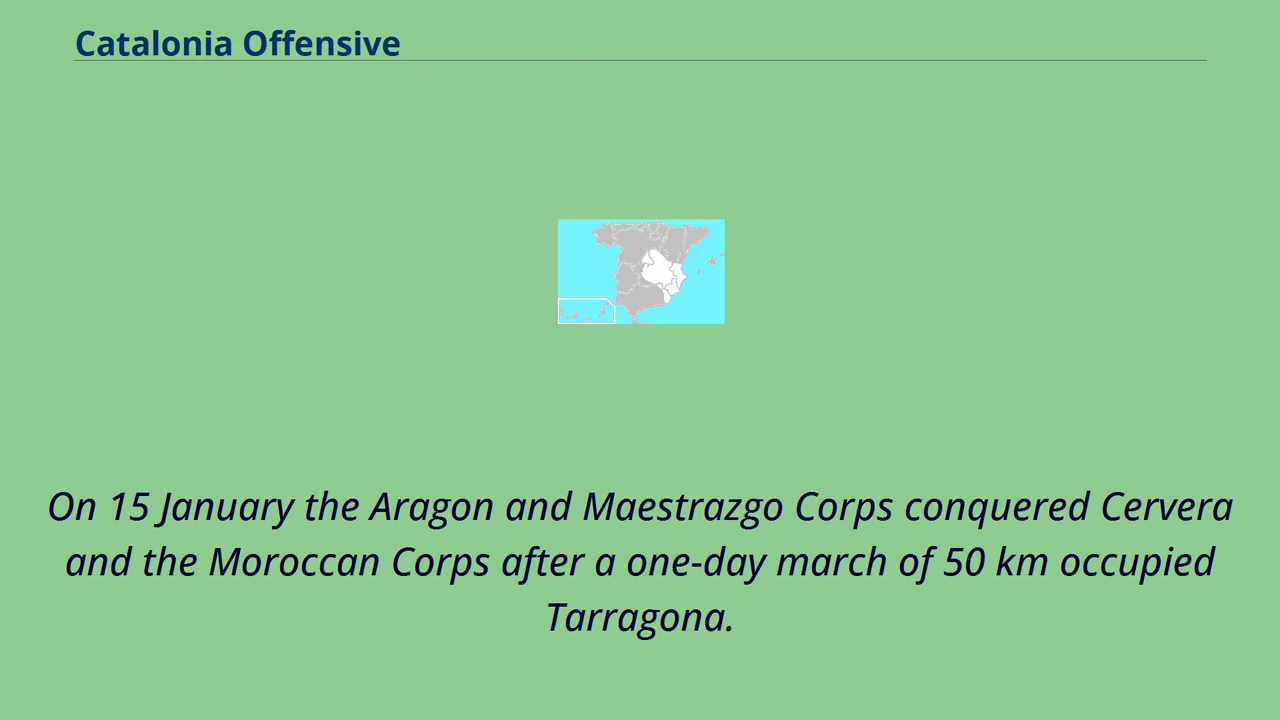 Catalonia Offensive
On 15 January the Aragon and Maestrazgo Corps conquered Cervera
and the Moroccan Corps after a one-day march of 50 km occupied
Tarragona.